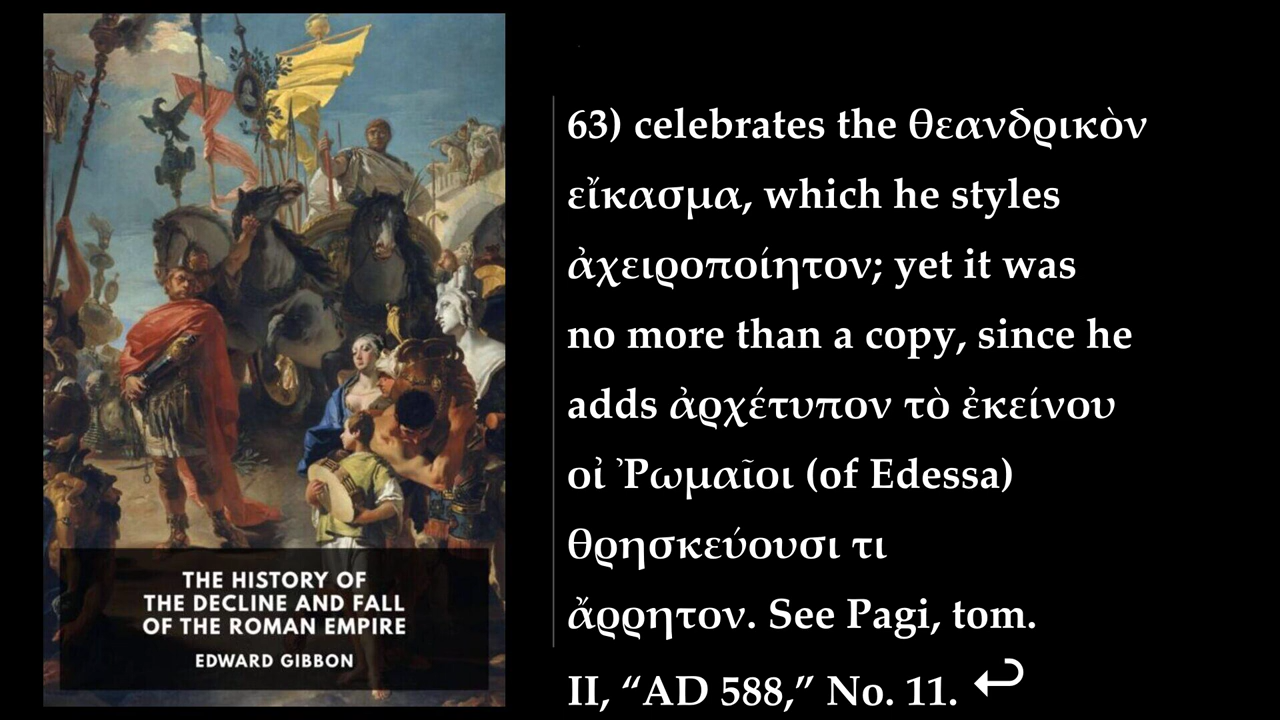 THE HISTORY OF
THE DECLINE AND FALL
OF THE ROMAN EMPIRE
EDWARD GIBBON
63) celebrates the θεανδρικὸν
εἴκασμα, which he styles
ἀχειροποίητον; yet it was
no more than a copy, since he
adds ἀρχέτυπον τὸ ἐκείνου
οἱ Ῥωμαῖοι (of Edessa)
θρησκεύουσι τι
ἄρρητον. See Pagi, tom.
II, “AD 588,” No. 11. ↩